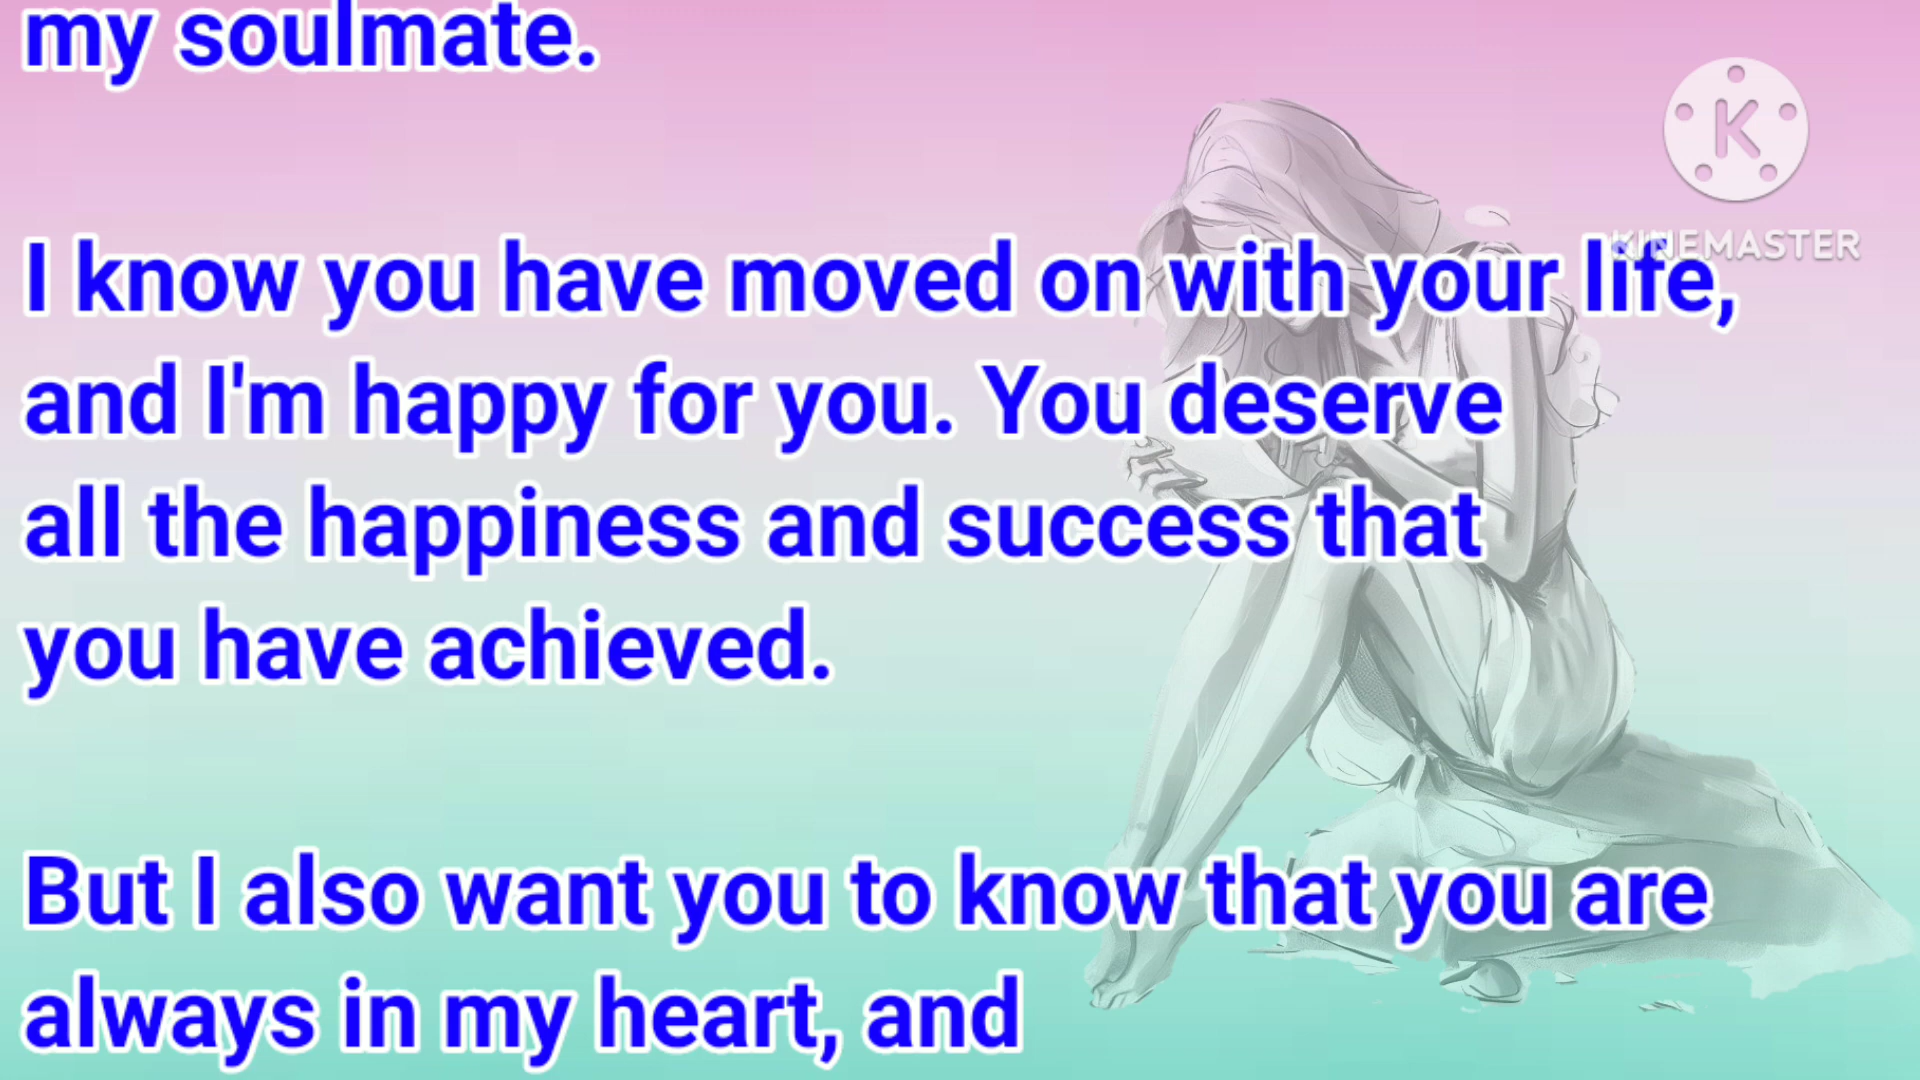 my soulmate.
K
KINEMASTER
I know you have moved on with your life,
and I'm happy for you. You deserve
all the happiness and success that
you have achieved.
But I also want you to know that you are
always in my heart, and